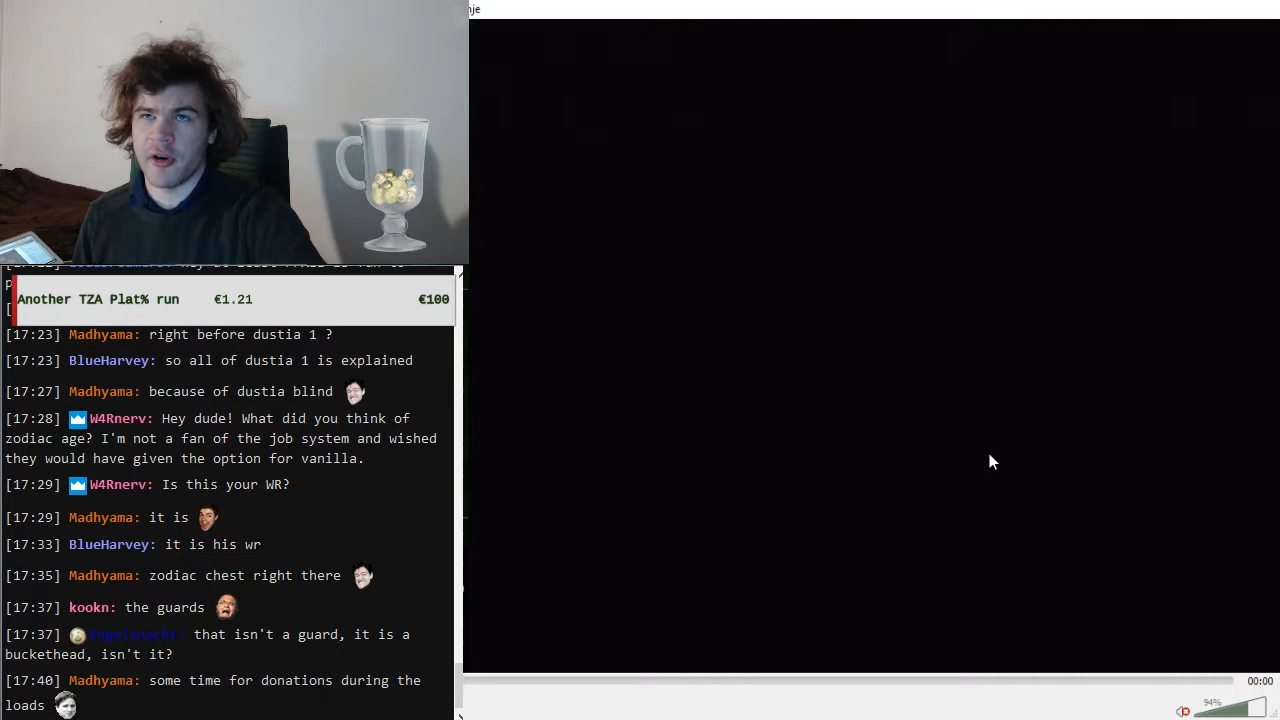 nje
Another TZA Plat% run €1.21 €100
[17:23] Madhyama: right before dustia 1 ?
[17:23] BlueHarvey: so all of dustia 1 is explained
[17:27] Madhyama: because of dustia blind
[17:28] W4Rnerv: Hey dude! What did you think of
zodiac age? I'm not a fan of the job system and wished
they would have given the option for vanilla.
[17:29] W4Rnerv: Is this your WR?
[17:29] Madhyama: it is
[17:33] BlueHarvey: it is his wr
[17:35] Madhyama: zodiac chest right there
[17:37] kookn: the guards
[17:37] Angelsnacht: that isn't a guard, it is a
buckethead, isn't it?
[17:40] Madhyama: some time for donations during the
loads
00:00
94%